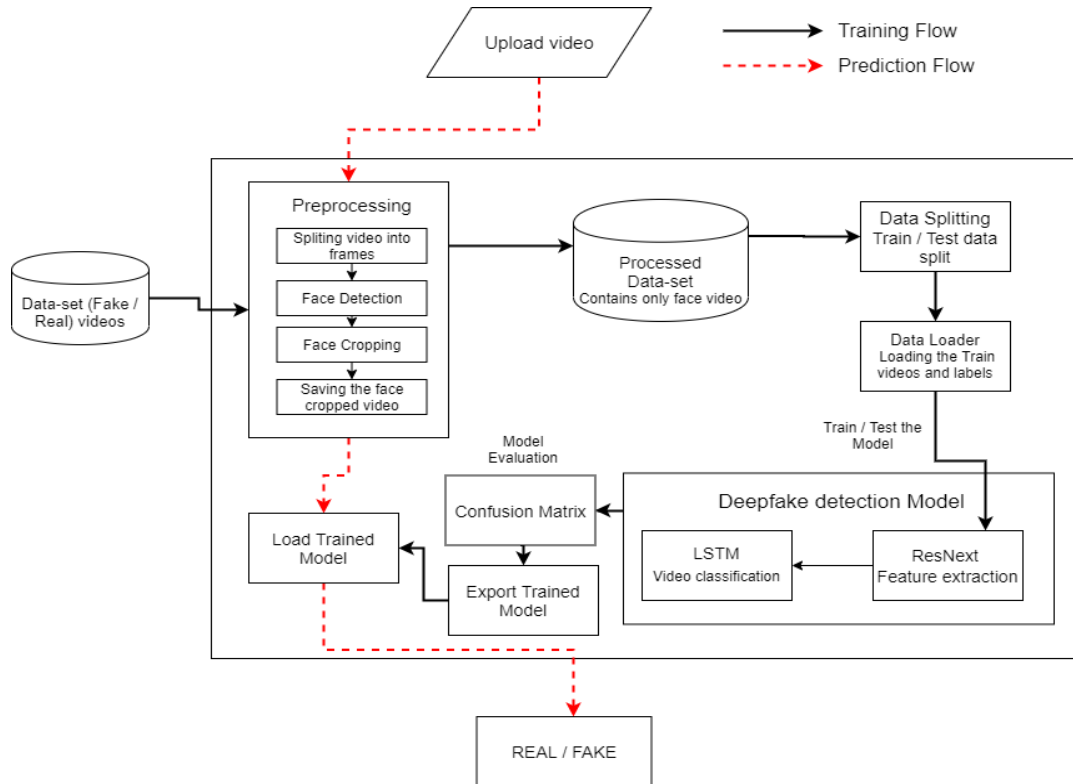 Upload video
Training Flow
Prediction Flow
Preprocessing
Spliting video into
frames
Face Detection
Face Cropping
Saving the face
cropped video
Data-set (Fake /
Real) videos
Processed
Data-set
Contains only face video
Data Splitting
Train / Test data
split
Data Loader
Loading the Train
videos and labels
Train / Test the
Model
Model
Evaluation
Confusion Matrix
Deepfake detection Model
LSTM
Video classification
ResNext
Feature extraction
Load Trained
Model
Export Trained
Model
REAL / FAKE